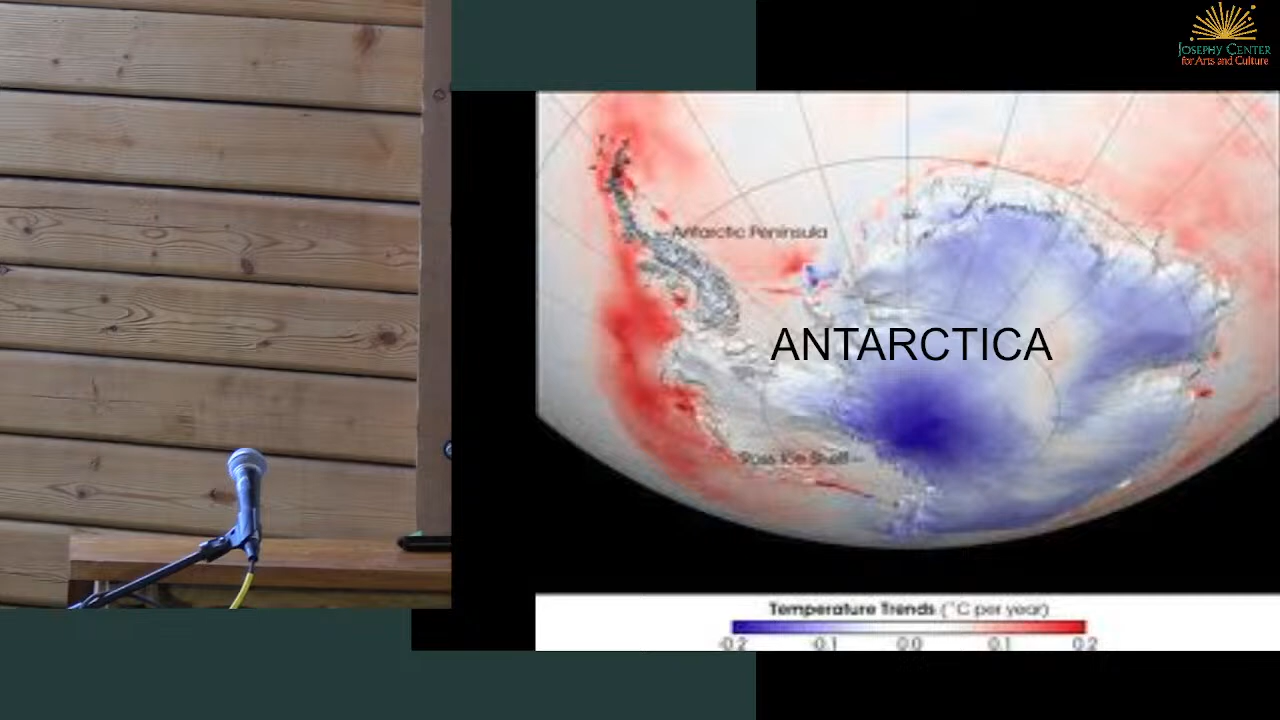 JOSEPHY CENTER
for Arts and Culture
Antarctic Peninsula
ANTARCTICA
Ross Ice Shelf
Temperature Trends (°C per year)
-0.2 -0.1 0.0 0.1 0.2